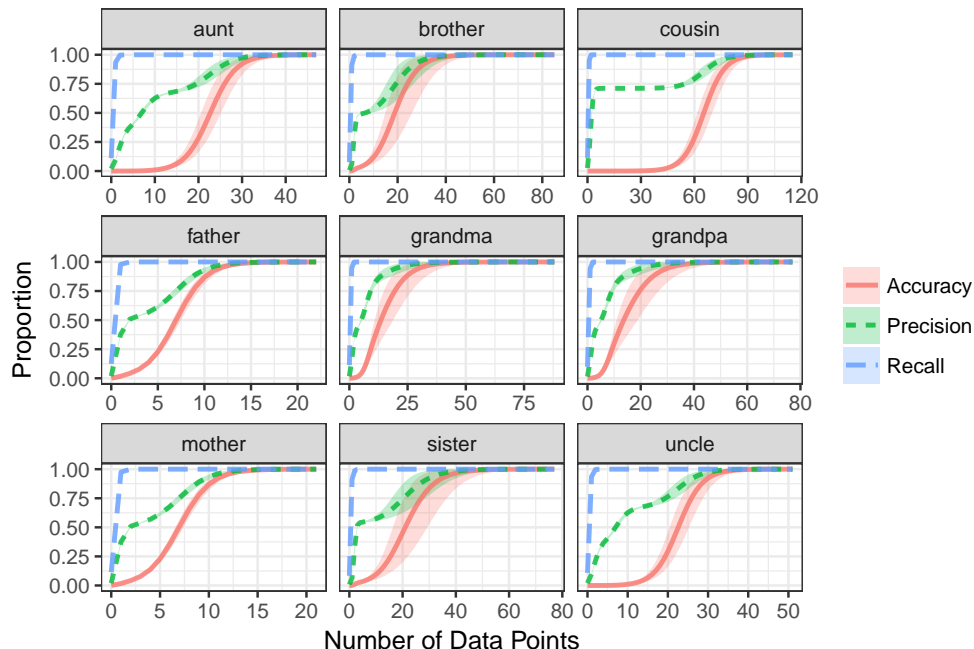 aunt brother cousin
1.00
0.75
0.50
0.25
0.00
0 10 20 30 40 0 20 40 60 80 0 30 60 90 120
father grandma grandpa
1.00
0.75
0.50
0.25
0.00
0 5 10 15 20 0 25 50 75 0 20 40 60 80
mother sister uncle
1.00
0.75
0.50
0.25
0.00
0 5 10 15 20 0 20 40 60 80 0 10 20 30 40 50
Proportion
Number of Data Points
Accuracy
Precision
Recall